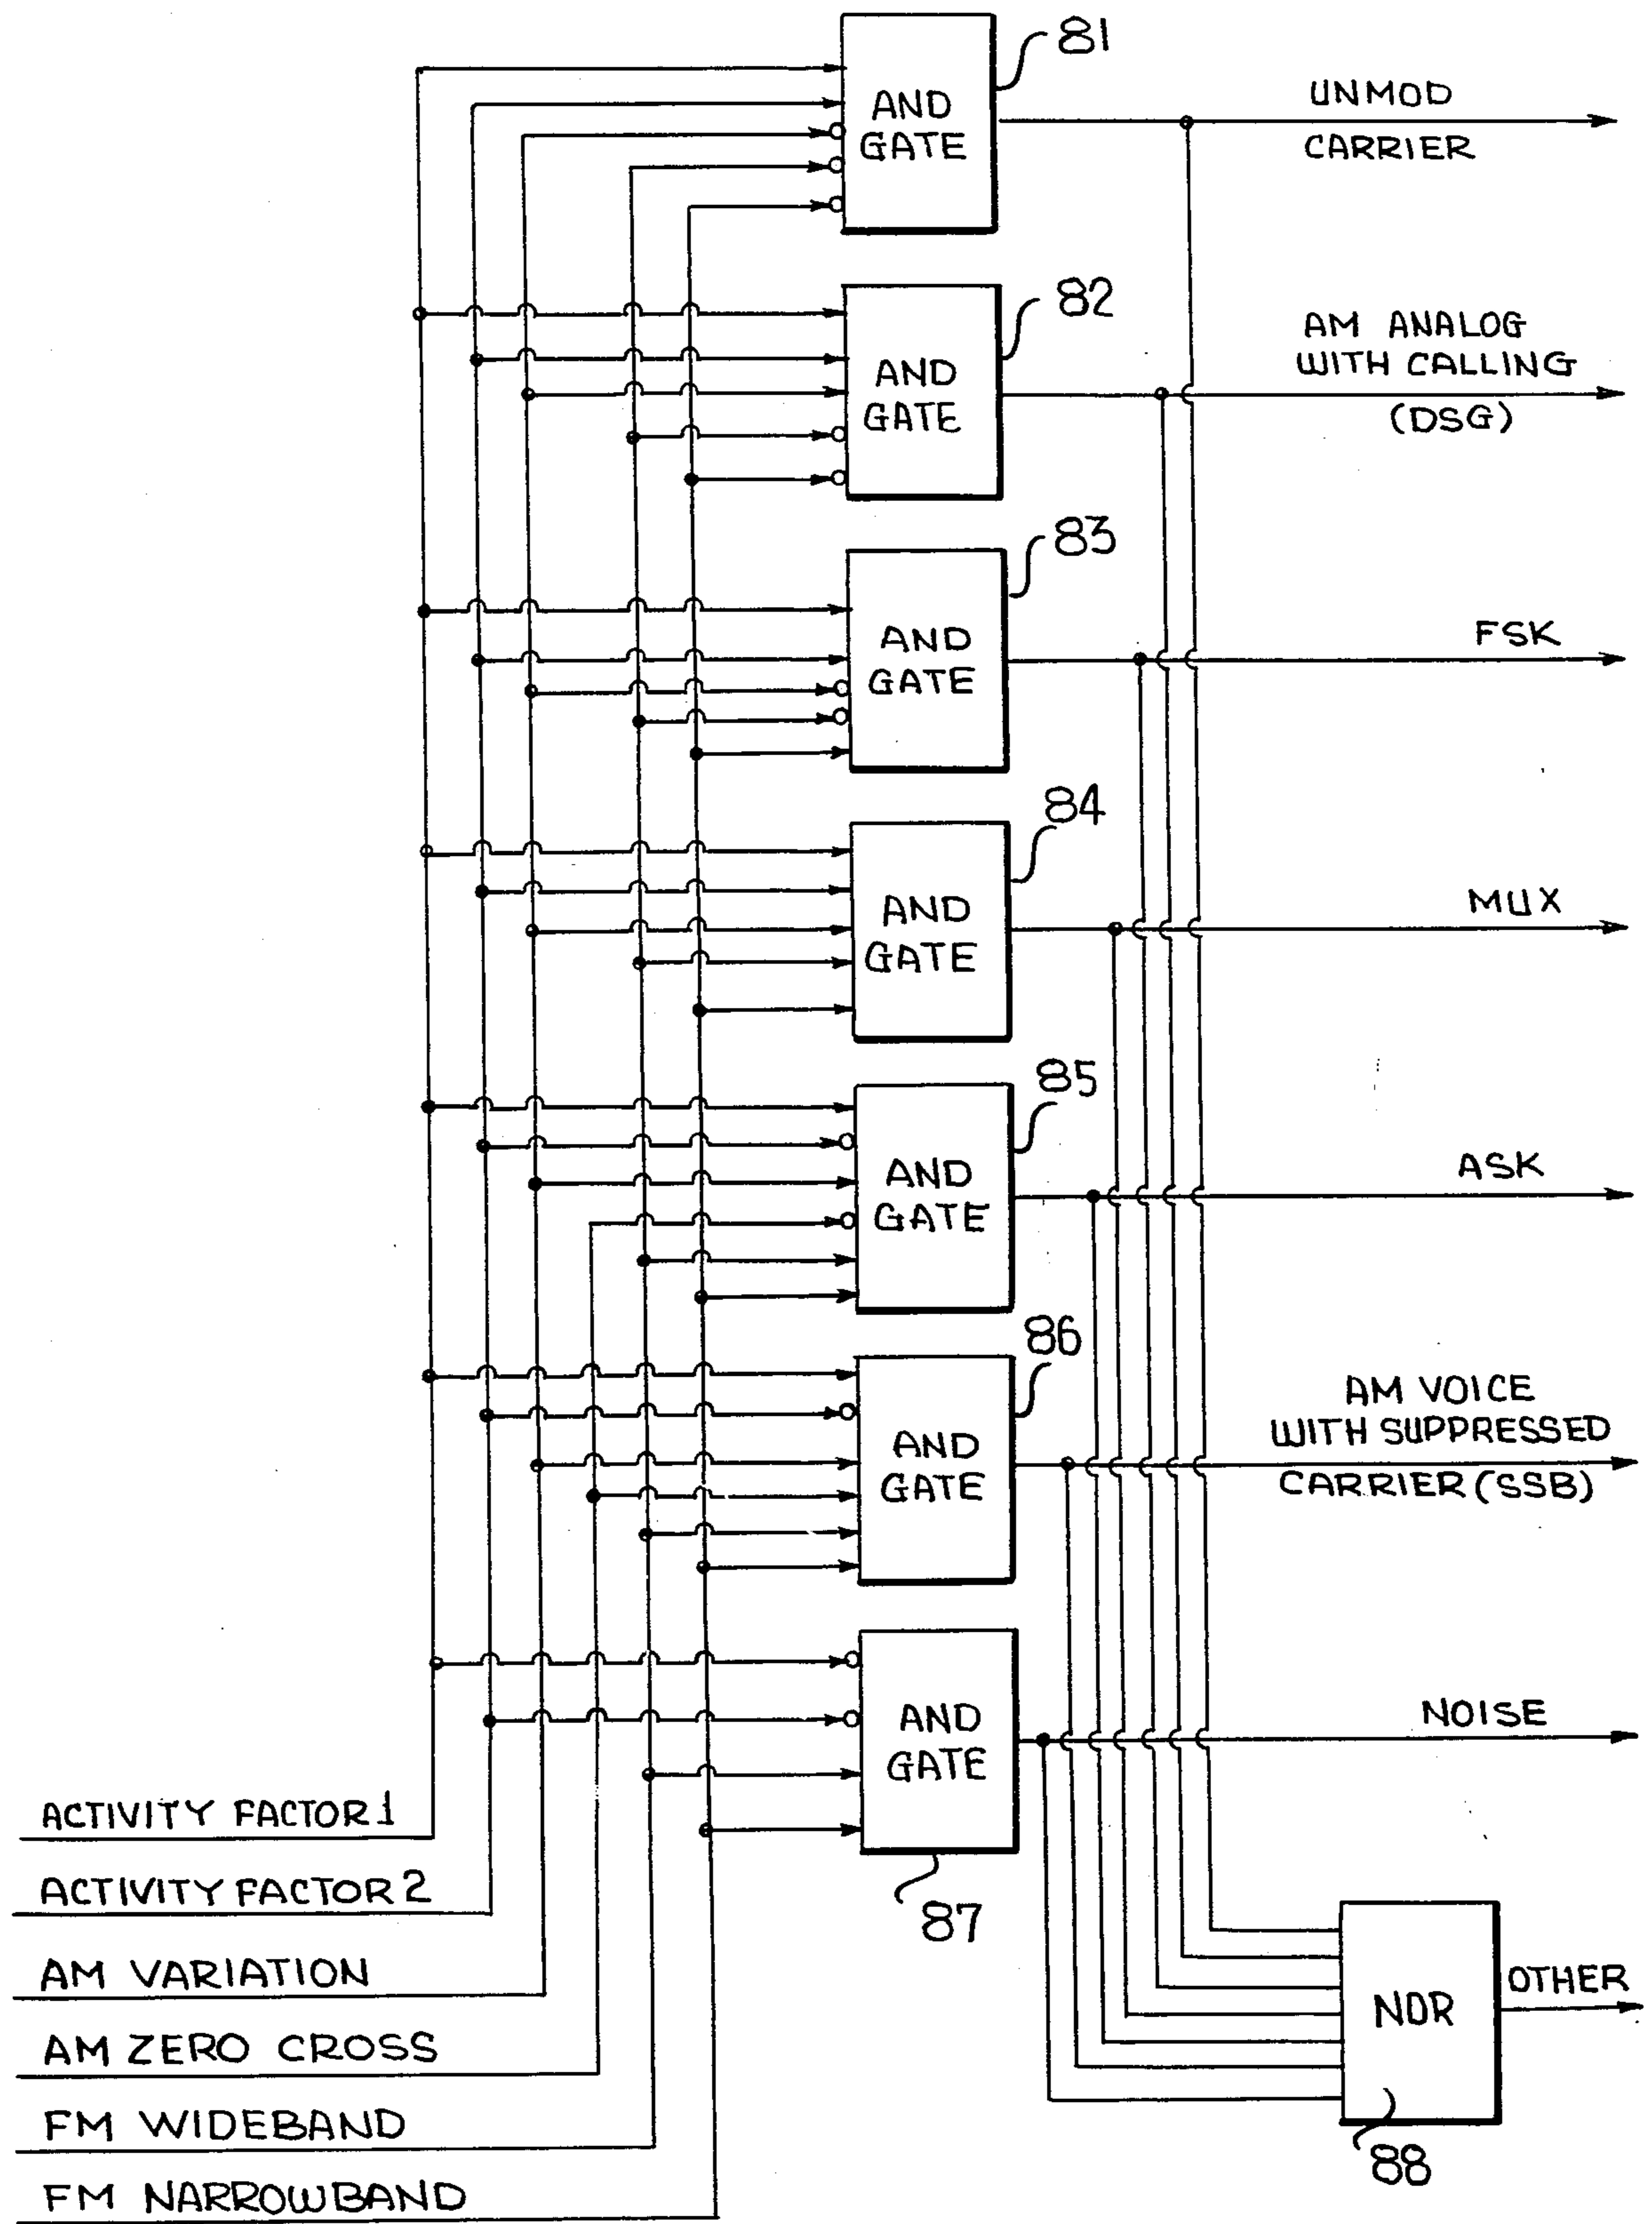 81
AND
GATE
UNMOD
CARRIER
82
AND
GATE
AM ANALOG
WITH CALLING
(DSG)
83
AND
GATE
FSK
84
AND
GATE
MUX
85
AND
GATE
ASK
86
AND
GATE
AM VOICE
WITH SUPPRESSED
CARRIER (SSB)
AND
GATE
87
NOISE
ACTIVITY FACTOR 1
ACTIVITY FACTOR 2
AM VARIATION
AM ZERO CROSS
FM WIDEBAND
FM NARROWBAND
NOR
OTHER
88